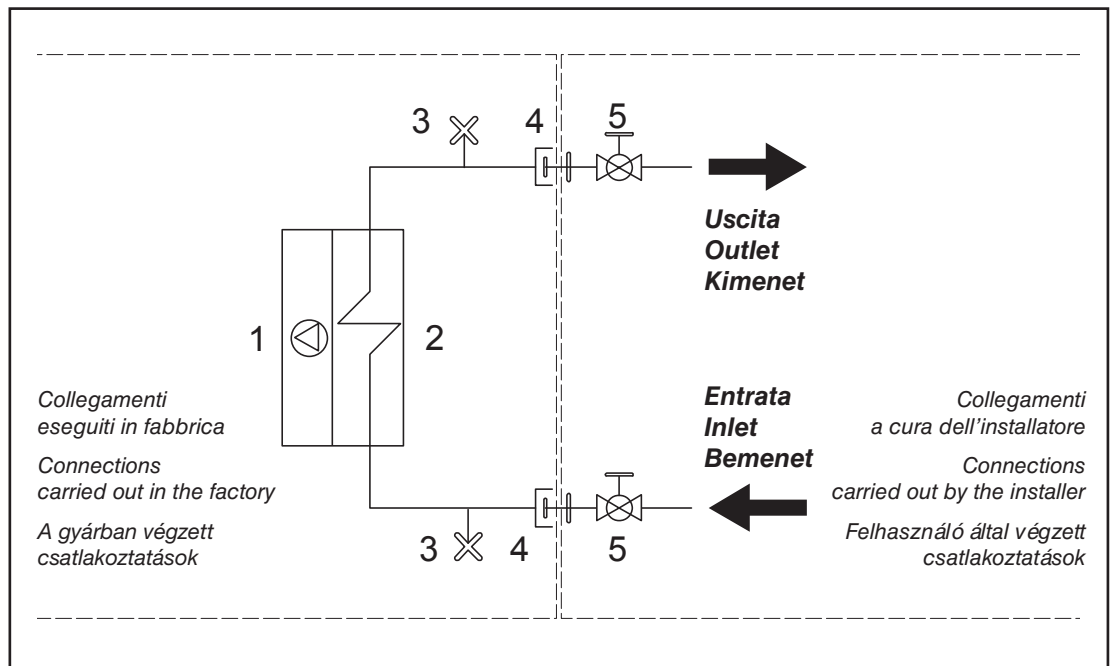 3
4
5
Uscita
Outlet
Kimenet
1
2
Collegamenti
eseguiti in fabbrica
Connections
carried out in the factory
A gyárban végzett
csatlakoztatások
Entrata
Inlet
Bemenet
Collegamenti
a cura dell’installatore
Connections
carried out by the installer
Felhasználó által végzett
csatlakoztatások
3
4
5